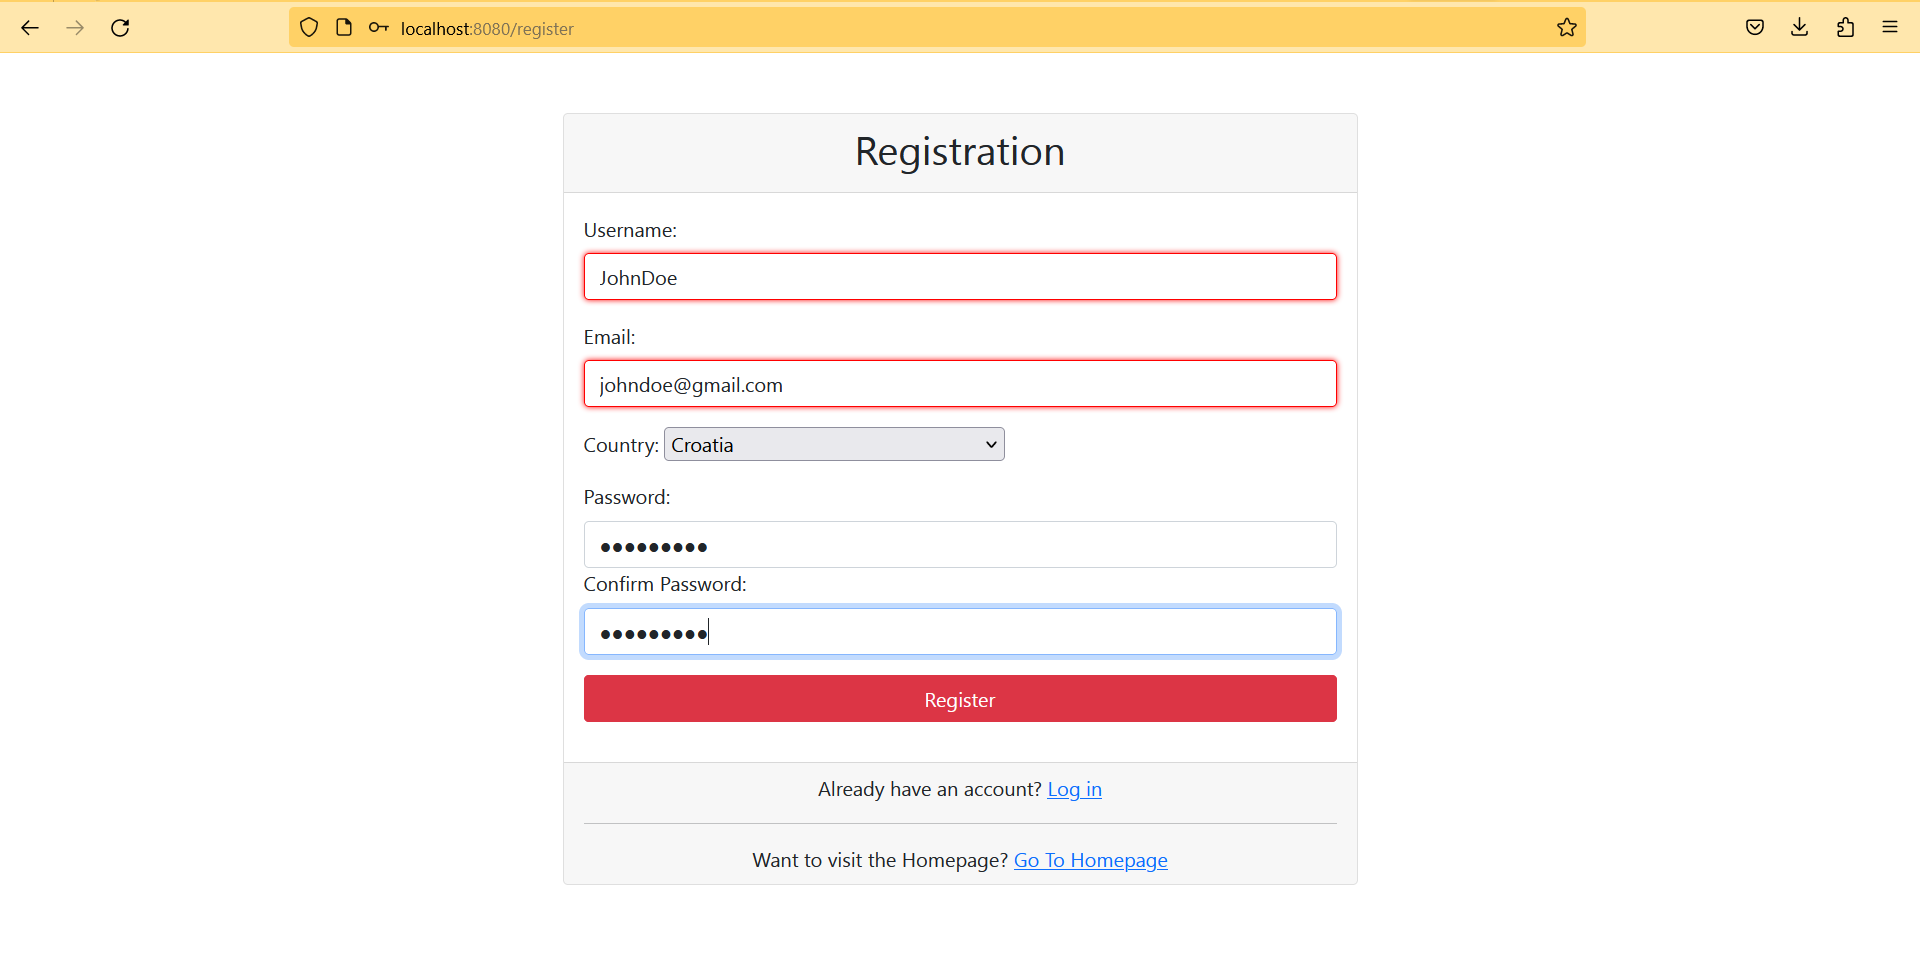 localhost:8080/register
Registration
Username:
JohnDoe
Email:
johndoe@gmail.com
Country: Croatia
Password:
●●●●●●●●●
Confirm Password:
●●●●●●●●●
Register
Already have an account? Log in
Want to visit the Homepage? Go To Homepage